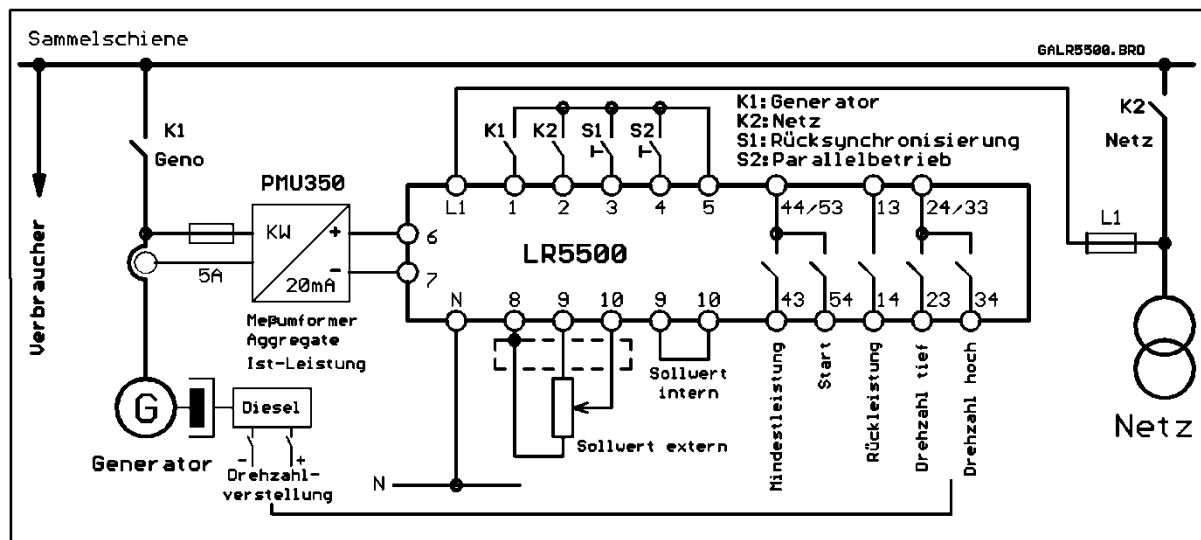 Sammelschiene
GALR5500.BRD
K1
Geno
K1 K2 S1 S2
K1:Generator
K2:Netz
S1:Rücksynchronisierung
S2:Parallelbetrieb
K2
Netz
Verbraucher
PMU350
L1 1 2 3 4 5 44/53 13 24/33
L1
KW
+
-
20mA
5A
6
7
LR5500
N 8 9 10 9 10 43 54 14 23 34
Meßumformer
Aggregate
Ist-Leistung
Sollwert
intern
Sollwert extern
Mindestleistung
Start
Rückleistung
Drehzahl tief
Drehzahl hoch
G
Diesel
Generator
- +
Drehzahl-
verstellung
N
Netz